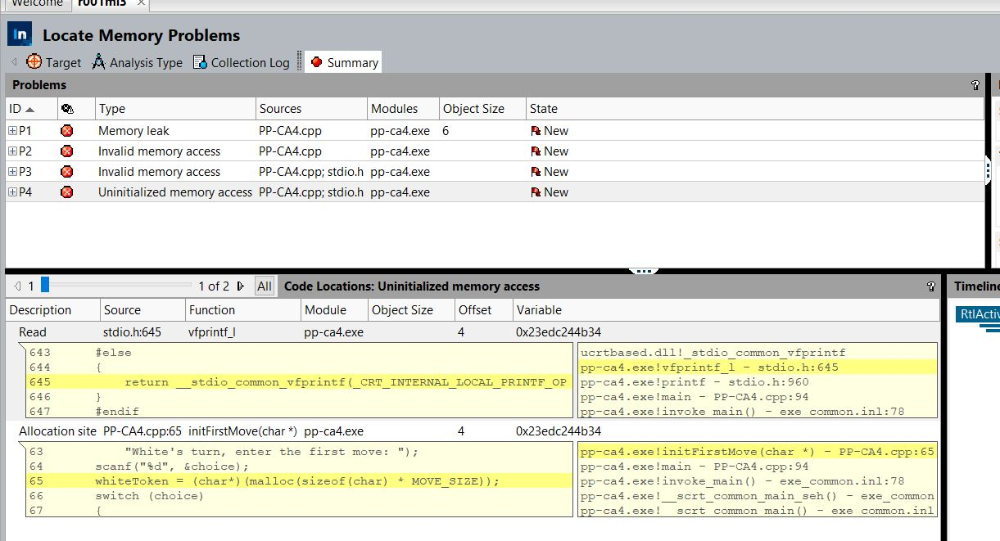 Welcome r001mi3 ×
In Locate Memory Problems
Target Analysis Type Collection Log Summary
Problems ?
ID Type Sources Modules Object Size State
P1 Memory leak PP-CA4.cpp pp-ca4.exe 6 New
P2 Invalid memory access PP-CA4.cpp pp-ca4.exe New
P3 Invalid memory access PP-CA4.cpp; stdio.h pp-ca4.exe New
P4 Uninitialized memory access PP-CA4.cpp; stdio.h pp-ca4.exe New
1 1 of 2 All Code Locations: Uninitialized memory access ? Timeline
Description Source Function Module Object Size Offset Variable
RtlActiv
Read stdio.h:645 vfprintf_l pp-ca4.exe 4 0x23edc244b34
643 #else ucrtbased.dll!_stdio_common_vfprintf
644 { pp-ca4.exe!vfprintf_l - stdio.h:645
645 return __stdio_common_vfprintf(_CRT_INTERNAL_LOCAL_PRINTF_OP pp-ca4.exe!printf - stdio.h:960
646 } pp-ca4.exe!main - PP-CA4.cpp:94
647 #endif pp-ca4.exe!invoke_main() - exe_common.inl:78
Allocation site PP-CA4.cpp:65 initFirstMove(char *) pp-ca4.exe 4 0x23edc244b34
63 "White's turn, enter the first move: "); pp-ca4.exe!initFirstMove(char *) - PP-CA4.cpp:65
64 scanf("%d", &choice); pp-ca4.exe!main - PP-CA4.cpp:94
65 whiteToken = (char*)(malloc(sizeof(char) * MOVE_SIZE)); pp-ca4.exe!invoke_main() - exe_common.inl:78
66 switch (choice) pp-ca4.exe!__scrt_common_main_seh() - exe_common
67 { pp-ca4.exe!__scrt_common_main() - exe_common.inl